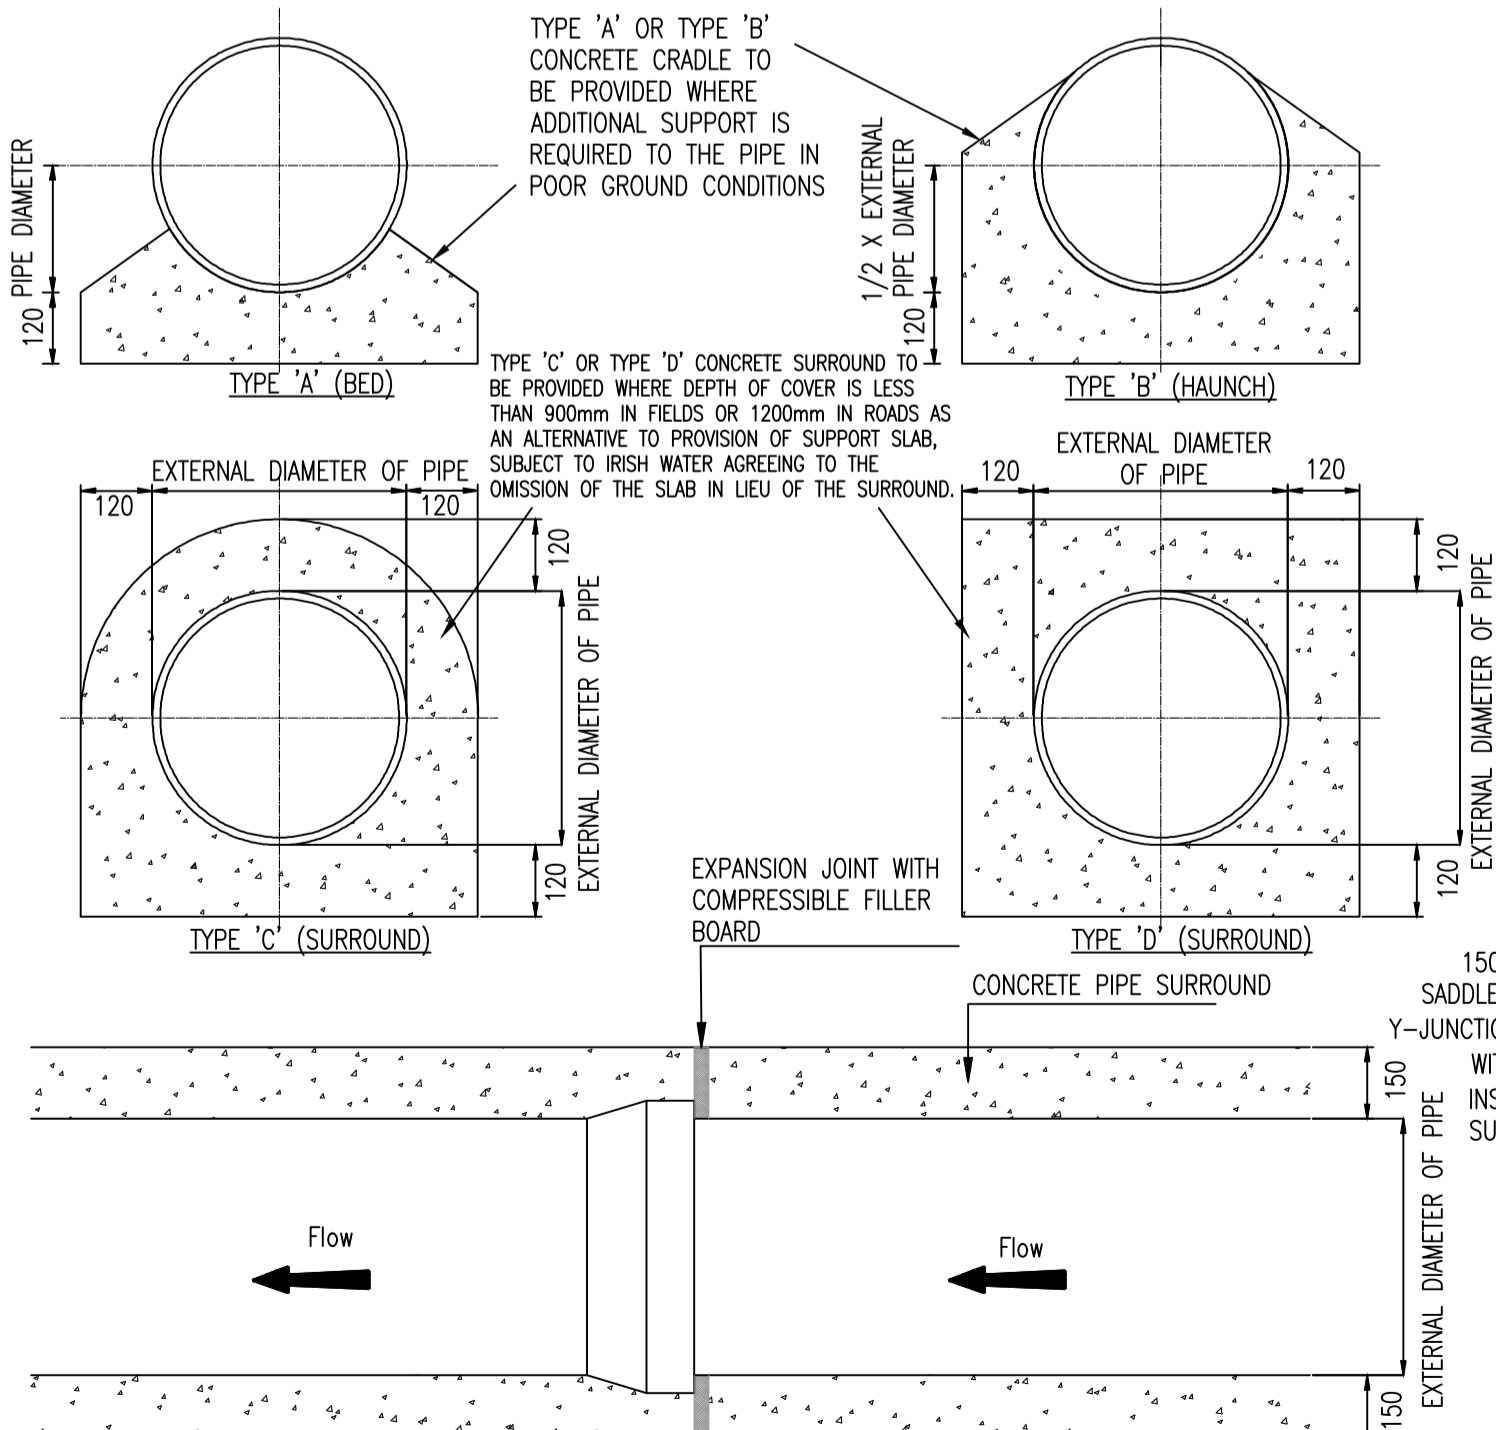 TYPE 'A' OR TYPE 'B'
CONCRETE CRADLE TO
BE PROVIDED WHERE
ADDITIONAL SUPPORT IS
REQUIRED TO THE PIPE IN
POOR GROUND CONDITIONS
PIPE DIAMETER
120
TYPE 'A' (BED)
1/2 X EXTERNAL
PIPE DIAMETER
120
TYPE 'B' (HAUNCH)
TYPE 'C' OR TYPE 'D' CONCRETE SURROUND TO
BE PROVIDED WHERE DEPTH OF COVER IS LESS
THAN 900mm IN FIELDS OR 1200mm IN ROADS AS
AN ALTERNATIVE TO PROVISION OF SUPPORT SLAB,
SUBJECT TO IRISH WATER AGREEING TO THE
OMISSION OF THE SLAB IN LIEU OF THE SURROUND.
EXTERNAL DIAMETER OF PIPE
120
120
120
EXTERNAL DIAMETER OF PIPE
120
TYPE 'C' (SURROUND)
EXTERNAL DIAMETER
OF PIPE
120
120
120
EXTERNAL DIAMETER OF PIPE
120
TYPE 'D' (SURROUND)
EXPANSION JOINT WITH
COMPRESSIBLE FILLER
BOARD
CONCRETE PIPE SURROUND
150
SADDLE
Y-JUNCTIO
WIT
INS
SU
150
EXTERNAL DIAMETER OF PIPE
150
Flow
Flow